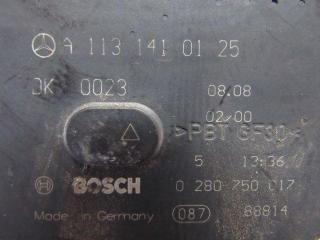 A 113 141 01 25
DK 0023 08.08
02/00
>PBT GF30<
5 13:36
BOSCH 0 280 750 017
Made in Germany 087 88814